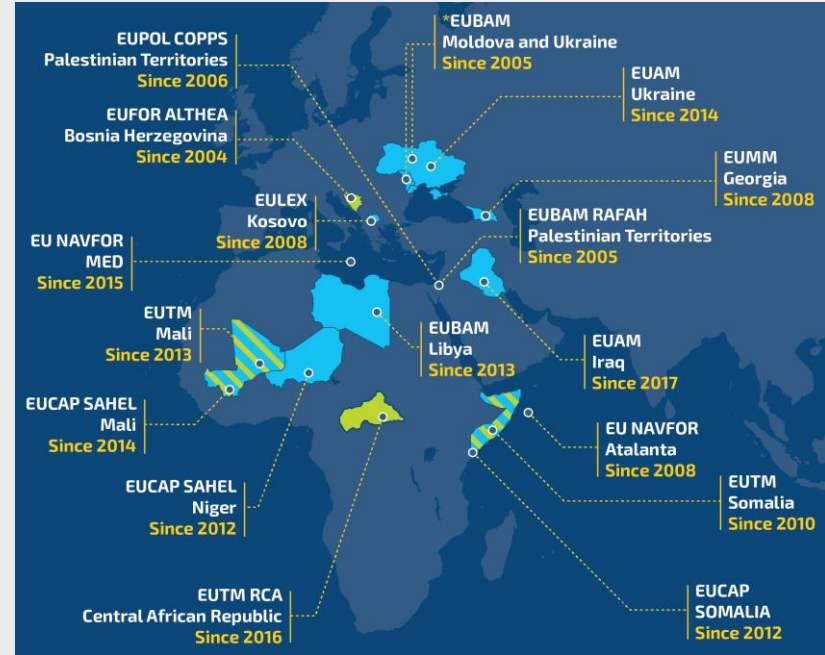 EUPOL COPPS
Palestinian Territories
Since 2006
*EUBAM
Moldova and Ukraine
Since 2005
EUAM
Ukraine
Since 2014
EUFOR ALTHEA
Bosnia Herzegovina
Since 2004
EUMM
Georgia
Since 2008
EULEX
Kosovo
Since 2008
EUBAM RAFAH
Palestinian Territories
Since 2005
EU NAVFOR
MED
Since 2015
EUTM
Mali
Since 2013
EUBAM
Libya
Since 2013
EUAM
Iraq
Since 2017
EUCAP SAHEL
Mali
Since 2014
EU NAVFOR
Atalanta
Since 2008
EUCAP SAHEL
Niger
Since 2012
EUTM
Somalia
Since 2010
EUTM RCA
Central African Republic
Since 2016
EUCAP
SOMALIA
Since 2012